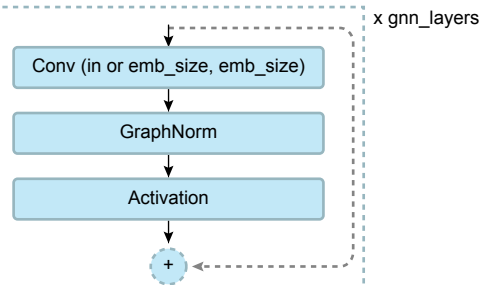 x gnn_layers
Conv (in or emb_size, emb_size)
GraphNorm
Activation
+